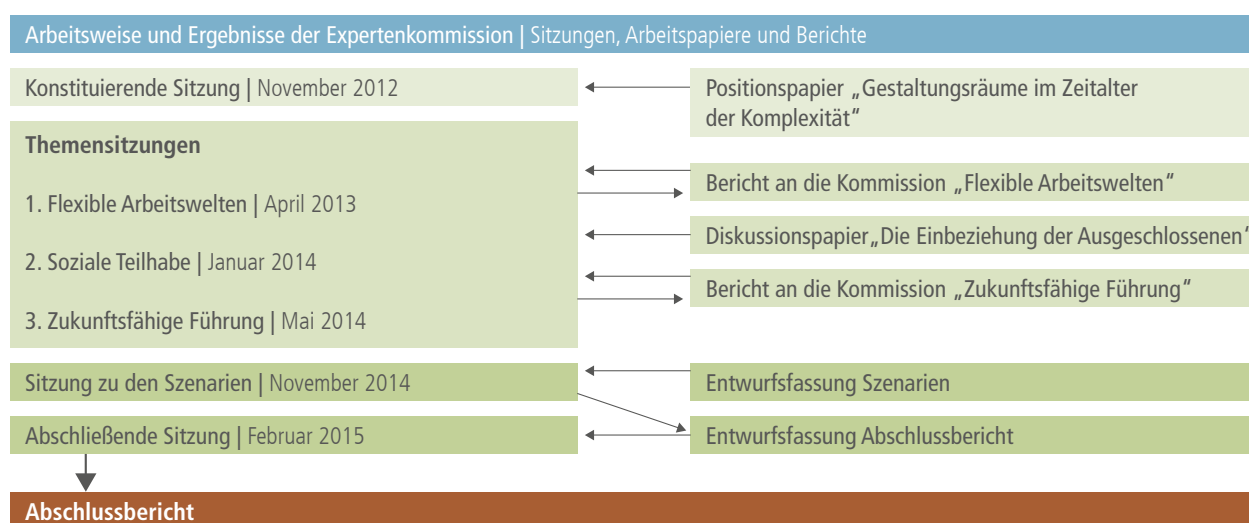 Arbeitsweise und Ergebnisse der Expertenkommission | Sitzungen, Arbeitspapiere und Berichte
Konstituierende Sitzung | November 2012
Positionspapier „Gestaltungsräume im Zeitalter
der Komplexität“
Themensitzungen
1. Flexible Arbeitswelten | April 2013
2. Soziale Teilhabe | Januar 2014
3. Zukunftsfähige Führung | Mai 2014
Bericht an die Kommission „Flexible Arbeitswelten“
Diskussionspapier „Die Einbeziehung der Ausgeschlossenen“
Bericht an die Kommission „Zukunftsfähige Führung“
Sitzung zu den Szenarien | November 2014
Entwurfsfassung Szenarien
Abschließende Sitzung | Februar 2015
Entwurfsfassung Abschlussbericht
Abschlussbericht